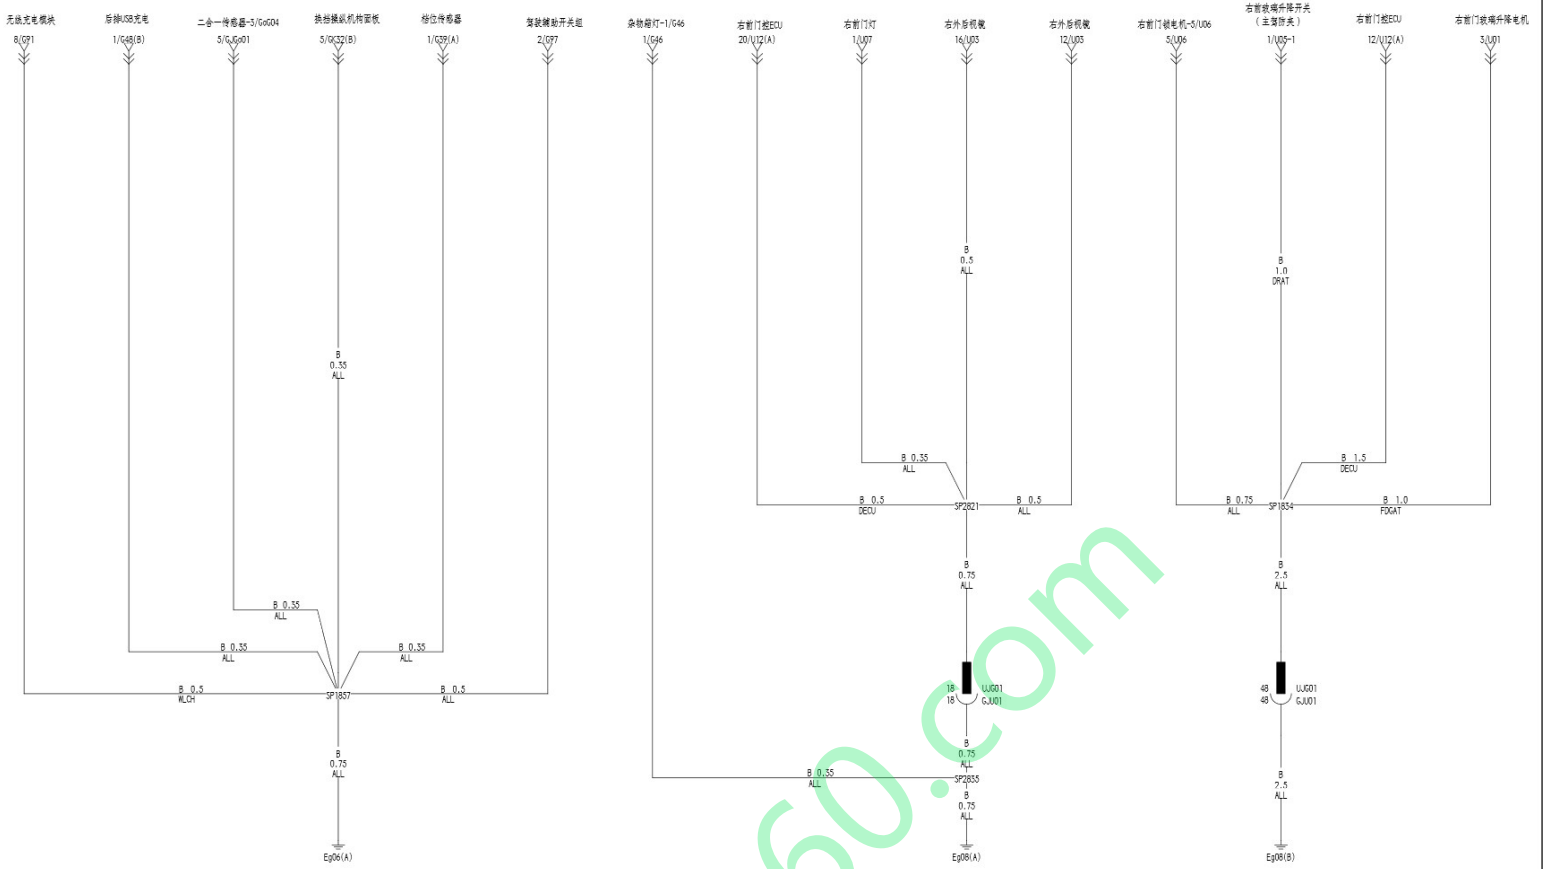 无线充电模块
8/G91
后排USB充电
1/G48(B)
二合一传感器-3/GoG04
5/GJGo01
换挡操纵机构面板
5/GK32(B)
档位传感器
1/G39(A)
驾驶辅助开关组
2/G97
杂物箱灯-1/G46
1/G46
右前门控ECU
20/U12(A)
右前门灯
1/U07
右外后视镜
16/U03
右外后视镜
12/U03
右前门锁电机-5/U06
5/U06
右前玻璃升降开关
(主驾防夹)
1/U05-1
右前门控ECU
12/U12(A)
右前门玻璃升降电机
3/U01
B
0.5
ALL
B
1.0
DRAT
B
0.35
ALL
B 0.35
ALL
B 1.5
DECU
B 0.5
DECU
SP2821
B 0.5
ALL
B 0.75
ALL
SP1834
B 1.0
FDGAT
B
0.75
ALL
B
2.5
ALL
B 0.35
ALL
B 0.35
ALL
B 0.35
ALL
B 0.5
WLCH
SP1857
B 0.5
ALL
18 UJG01
18 GJU01
48 UJG01
48 GJU01
B
0.75
ALL
B
0.75
ALL
B 0.35
ALL
SP2835
B
0.75
ALL
B
2.5
ALL
Eg06(A)
Eg08(A)
Eg08(B)
60.com